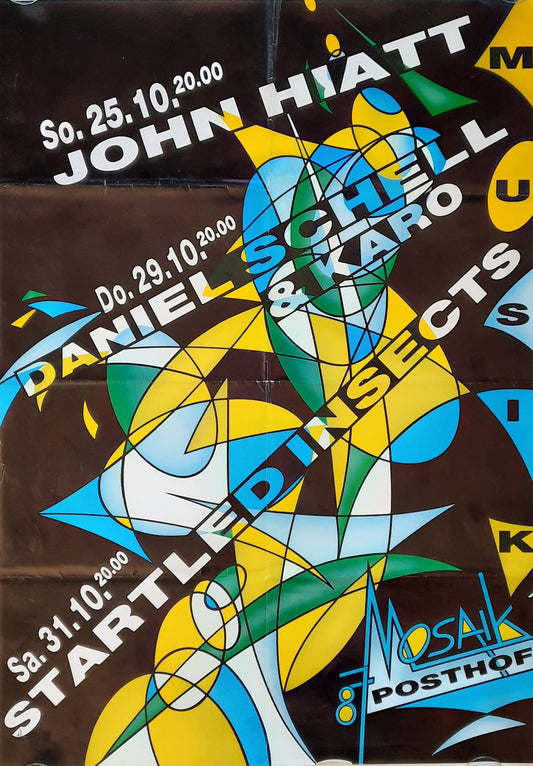 So. 25.10. 20.00
JOHN HIATT
Do. 29.10. 20.00
DANIEL SCHELL
& KARO
Sa. 31.10. 20.00
STARTLED INSECTS
MUSIK
MOSAIK
87
POSTHOF